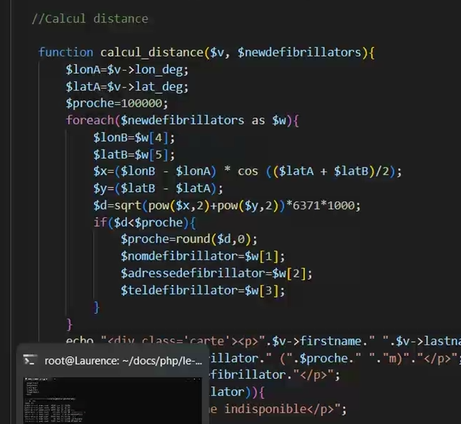 //Calcul distance
function calcul_distance($v, $newdefibrillators){
$lonA=$v->lon_deg;
$latA=$v->lat_deg;
$proche=100000;
foreach($newdefibrillators as $w){
$lonB=$w[4];
$latB=$w[5];
$x=($lonB - $lonA) * cos (($latA + $latB)/2);
$y=($latB - $latA);
$d=sqrt(pow($x,2)+pow($y,2))*6371*1000;
if($d<$proche){
$proche=round($d,0);
$nomdefibrillator=$w[1];
$adressedefibrillator=$w[2];
$teldefibrillator=$w[3];
}
}
echo "<div class='carte'><p>".$v->firstname." ".$v->lastna
root@Laurence: ~/docs/php/le-...
rillator." (".$proche." "."m)"."</p>";
efibrillator."</p>";
lator)){
ne indisponible</p>";